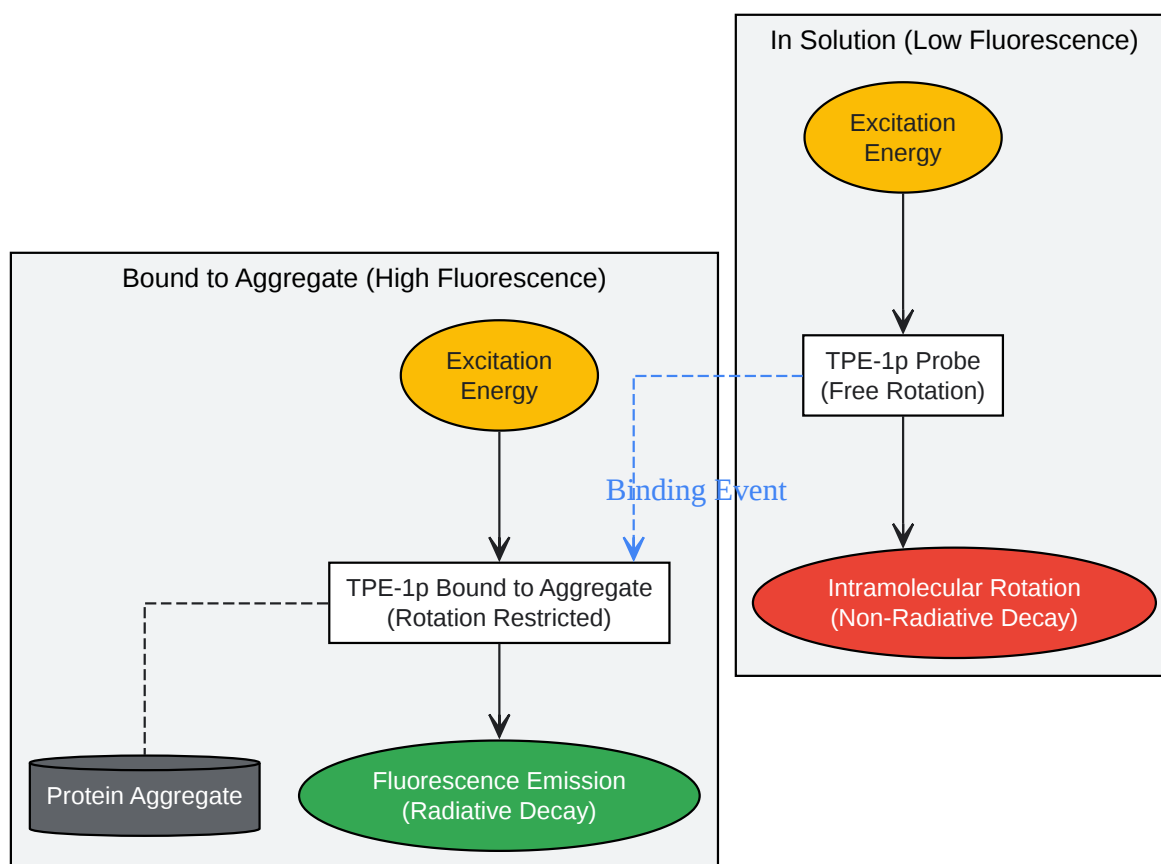 In Solution (Low Fluorescence)
Excitation
Energy
TPE-1p Probe
(Free Rotation)
Intramolecular Rotation
(Non-Radiative Decay)
Binding Event
Bound to Aggregate (High Fluorescence)
Excitation
Energy
TPE-1p Bound to Aggregate
(Rotation Restricted)
Protein Aggregate
Fluorescence Emission
(Radiative Decay)